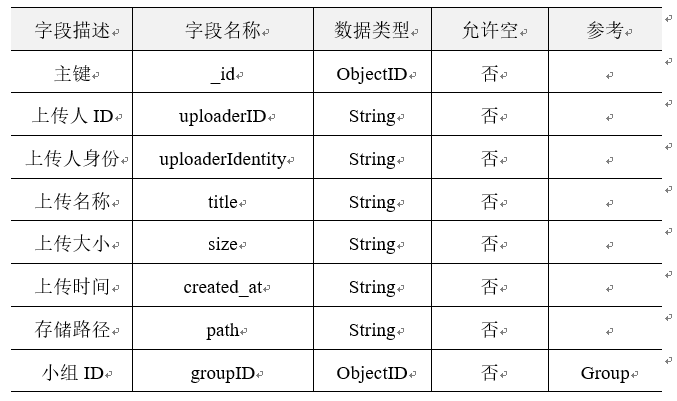 字段描述 字段名称 数据类型 允许空 参考
主键 _id ObjectID 否
上传人 ID uploaderID String 否
上传人身份 uploaderIdentity String 否
上传名称 title String 否
上传大小 size String 否
上传时间 created_at String 否
存储路径 path String 否
小组 ID groupID ObjectID 否 Group